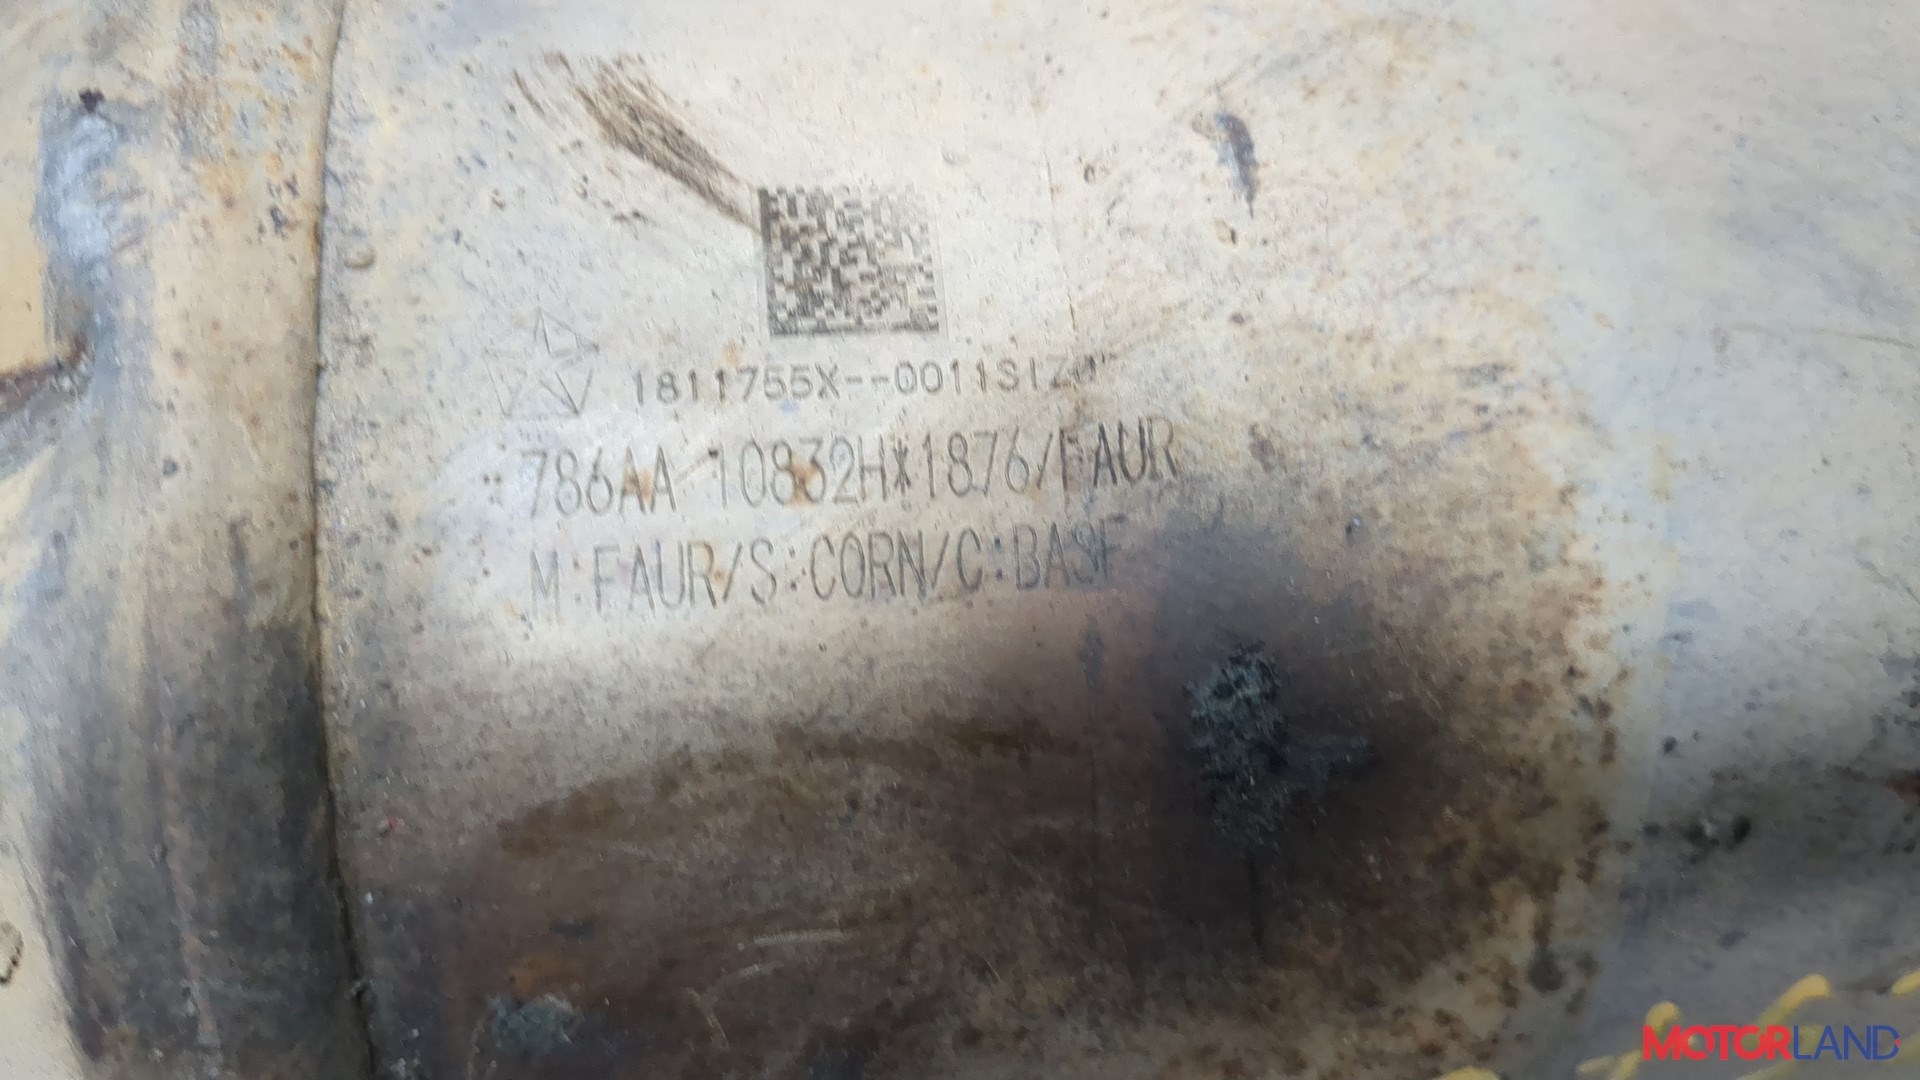 1811755X--0011SIZ
786AA 10832H*1876/FAUR
M:FAUR/S:CORN/C:BASF
MOTORLAND